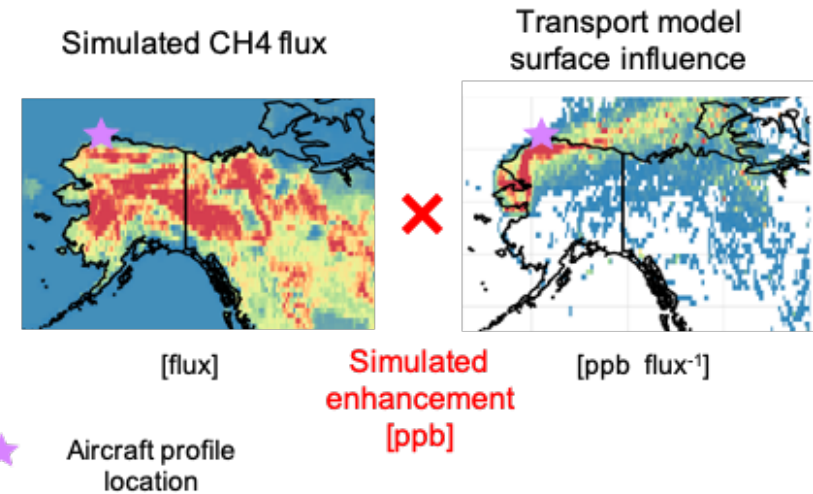 Simulated CH4 flux
Transport model
surface influence
[flux]
Simulated
enhancement
[ppb]
[ppb flux⁻¹]
Aircraft profile
location